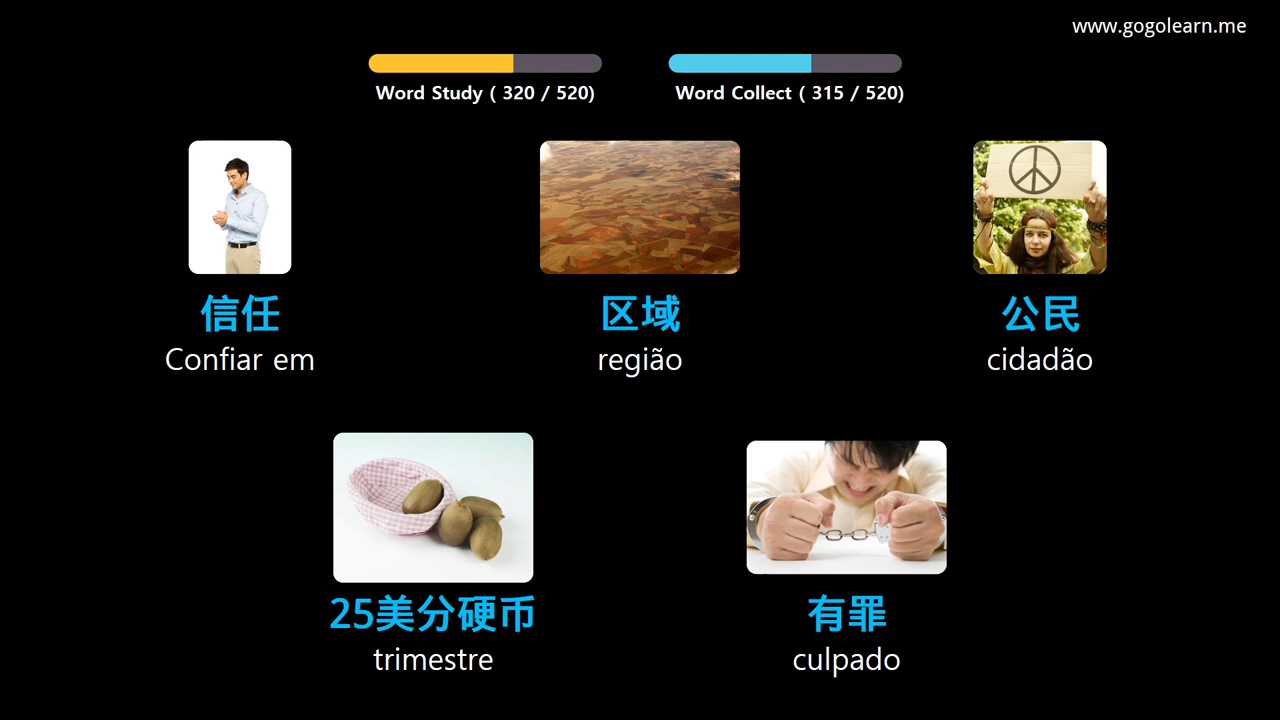 www.gogolearn.me
Word Study ( 320 / 520)
Word Collect ( 315 / 520)
信任
Confiar em
区域
região
公民
cidadão
25美分硬币
trimestre
有罪
culpado